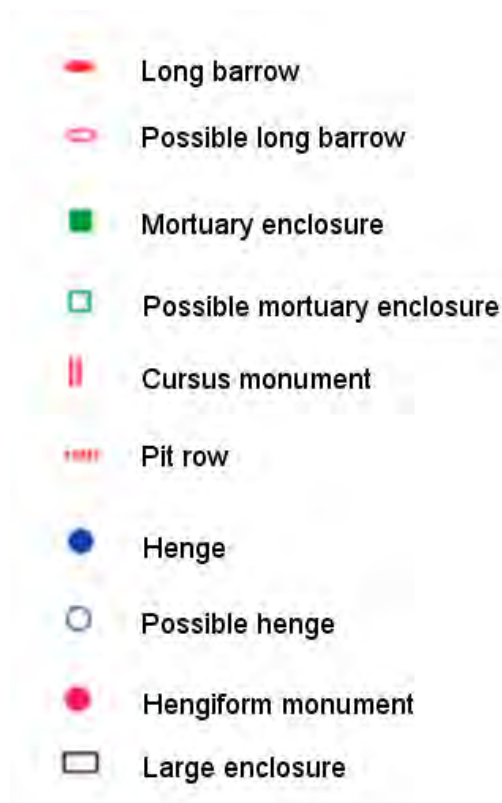 Long barrow
Possible long barrow
Mortuary enclosure
Possible mortuary enclosure
Cursus monument
Pit row
Henge
Possible henge
Hengiform monument
Large enclosure